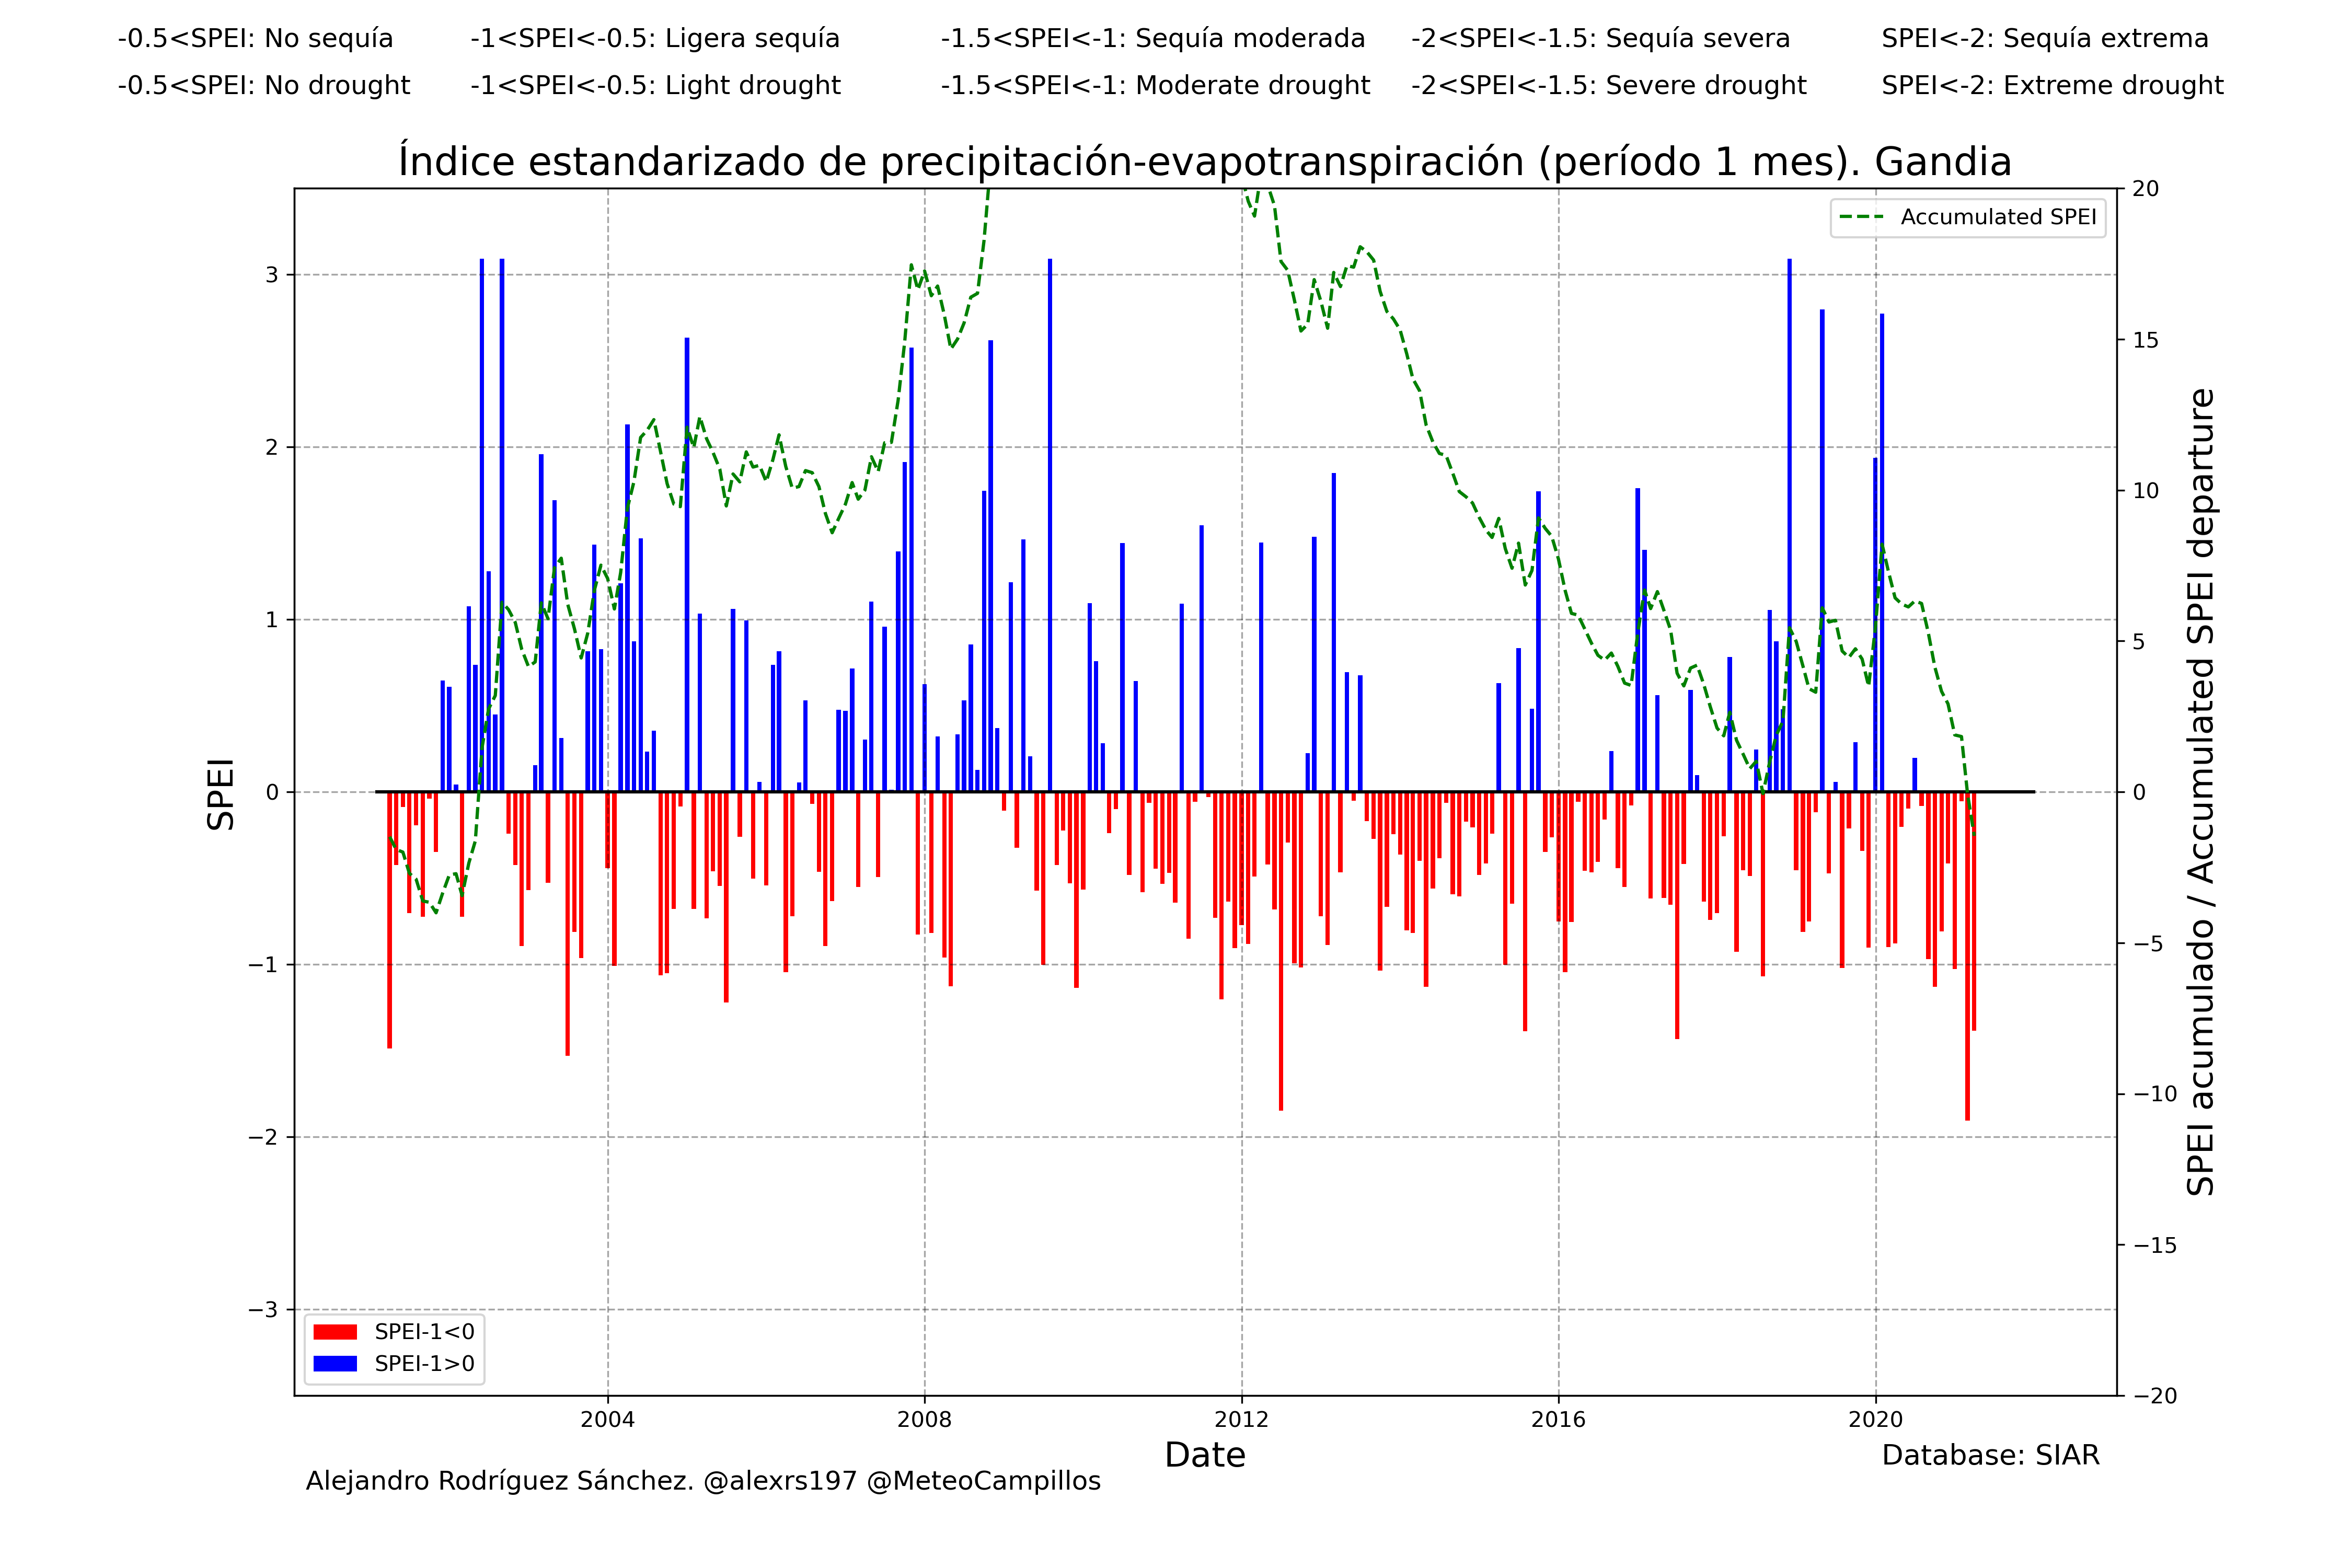 -0.5<SPEI: No sequía -1<SPEI<-0.5: Ligera sequía -1.5<SPEI<-1: Sequía moderada -2<SPEI<-1.5: Sequía severa SPEI<-2: Sequía extrema
-0.5<SPEI: No drought -1<SPEI<-0.5: Light drought -1.5<SPEI<-1: Moderate drought -2<SPEI<-1.5: Severe drought SPEI<-2: Extreme drought
Índice estandarizado de precipitación-evapotranspiración (período 1 mes). Gandia
Accumulated SPEI
SPEI
3
2
1
0
−1
−2
−3
20
15
10
5
0
−5
−10
−15
−20
SPEI acumulado / Accumulated SPEI departure
SPEI-1<0
SPEI-1>0
2004 2008 2012 2016 2020
Date
Database: SIAR
Alejandro Rodríguez Sánchez. @alexrs197 @MeteoCampillos